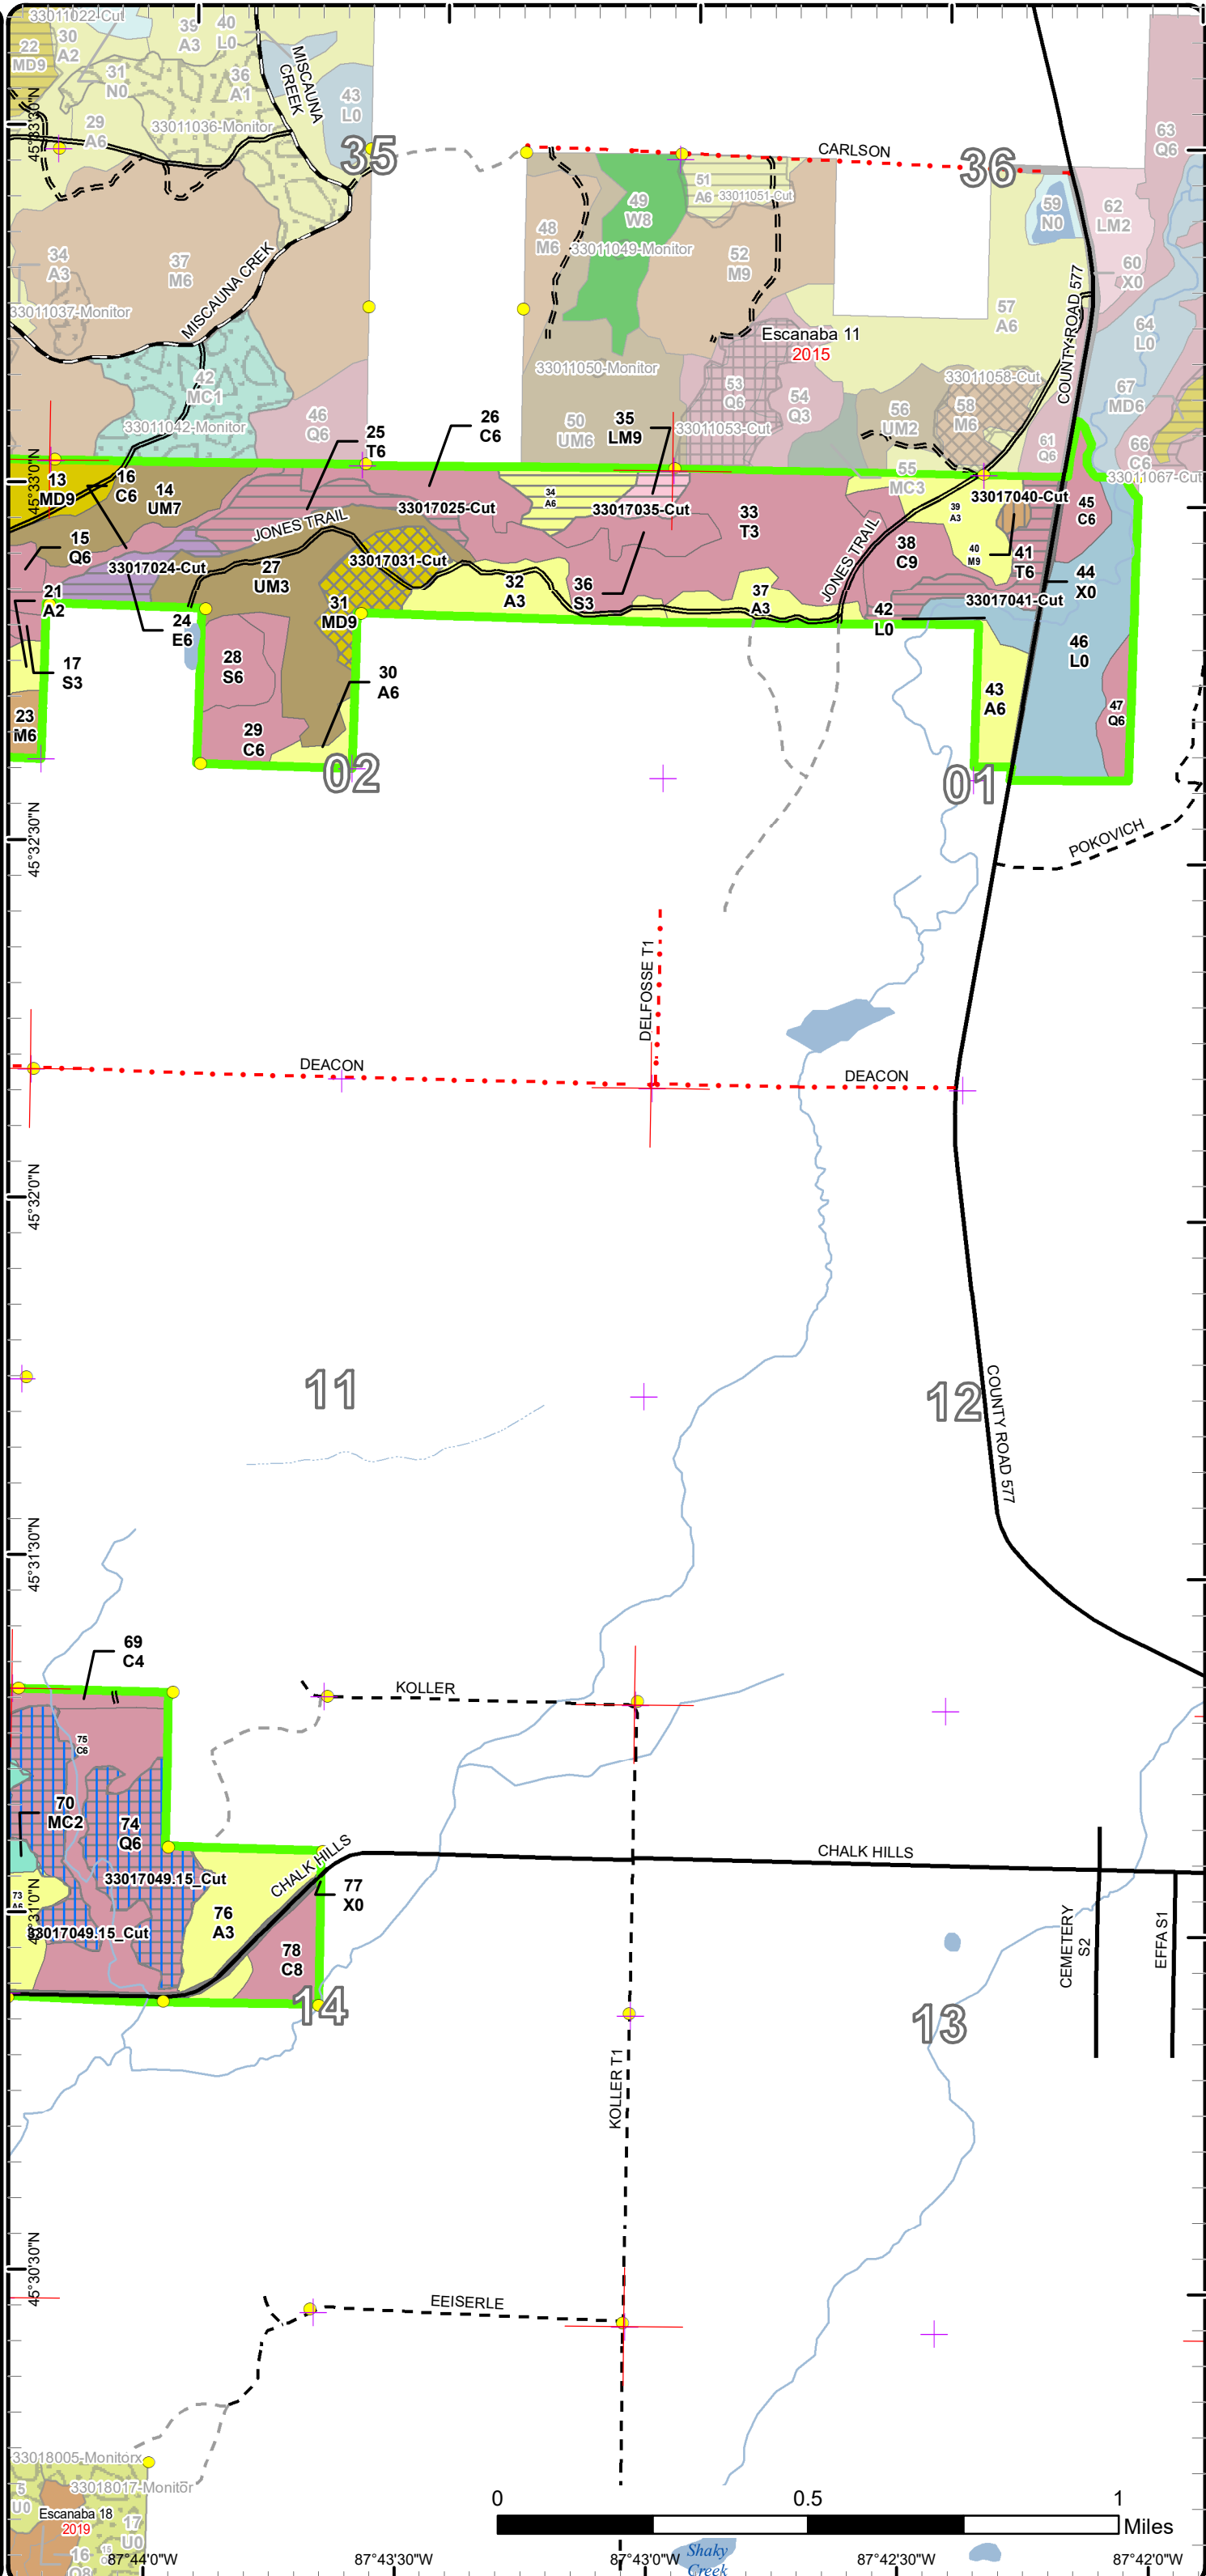 33011022-Cut
22
MD9
30
A2
39
A3
40
L0
31
N0
36
A1
MISCAUNA
CREEK
43
L0
33011036-Monitor
29
A6
45°33'30"N
35
CARLSON
36
63
Q6
51
A6
33011051-Cut
49
W8
48
M6
33011049-Monitor
52
M9
59
N0
62
LM2
60
X0
34
A3
37
M6
MISCAUNA CREK
33011037-Monitor
57
A6
COUNTY ROAD 577
64
L0
Escanaba 11
2015
42
MC1
33011042-Monitor
46
Q6
33011050-Monitor
50
UM6
53
Q6
54
Q3
33011053-Cut
33011058-Cut
56
UM2
58
M6
67
MD6
61
Q6
66
C6
33011067-Cut
55
MC3
25
T6
26
C6
35
LM9
45°33'0"N
13
MD9
16
C6
14
UM7
34
A6
33017025-Cut
33017035-Cut
33
T3
39
A3
33017040-Cut
45
C6
15
Q6
JONES TRAIL
33017024-Cut
27
UM3
33017031-Cut
32
A3
36
S3
37
A3
JONES TRAIL
38
C9
40
M9
41
T6
44
X0
33017041-Cut
21
A2
24
E6
31
MD9
42
L0
17
S3
28
S6
30
A6
46
L0
43
A6
23
M6
29
C6
47
Q6
02
01
45°32'30"N
POKOVICH
DELFOSSE T1
DEACON
DEACON
45°32'0"N
11
12
COUNTY ROAD 577
45°31'30"N
69
C4
KOLLER
75
C6
70
MC2
74
Q6
CHALK HILLS
CHALK HILLS
33017049.15_Cut
77
X0
73
A6
45°31'0"N
76
A3
33017049.15_Cut
78
C8
CEMETERY
S2
EFFA S1
14
13
KOLLER T1
45°30'30"N
EEISERLE
33018005-Monitorx
33018017-Monitor
5
U0
Escanaba 18
2019
17
U0
16
Q8
15
0 0.5 1
Miles
Shaky
Creek
87°44'0"W
87°43'30"W
87°43'0"W
87°42'30"W
87°42'0"W